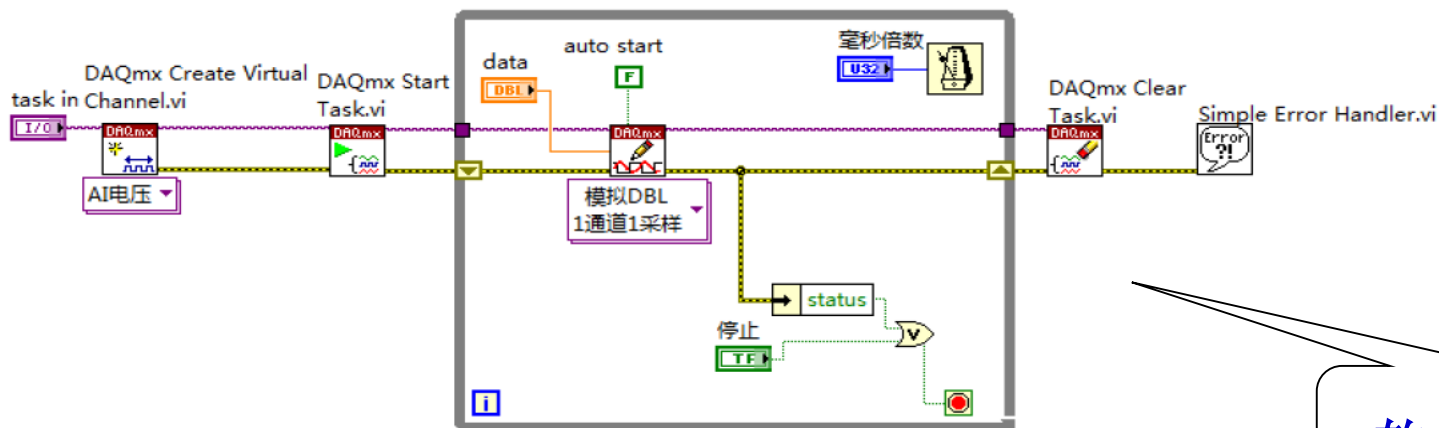 task in
I/O
DAQmx Create Virtual
Channel.vi
DAQmx
AI电压
DAQmx Start
Task.vi
DAQmx
data
DBL
auto start
F
DAQmx
模拟DBL
1通道1采样
毫秒倍数
U32
status
停止
TF
V
i
DAQmx Clear
Task.vi
DAQmx
Simple Error Handler.vi
Error
?!